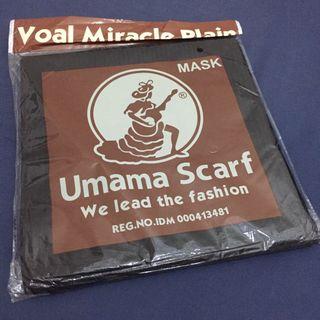 Voal Miracle Plain
MASK
®
Umama Scarf
We lead the fashion
REG.NO.IDM 000413481